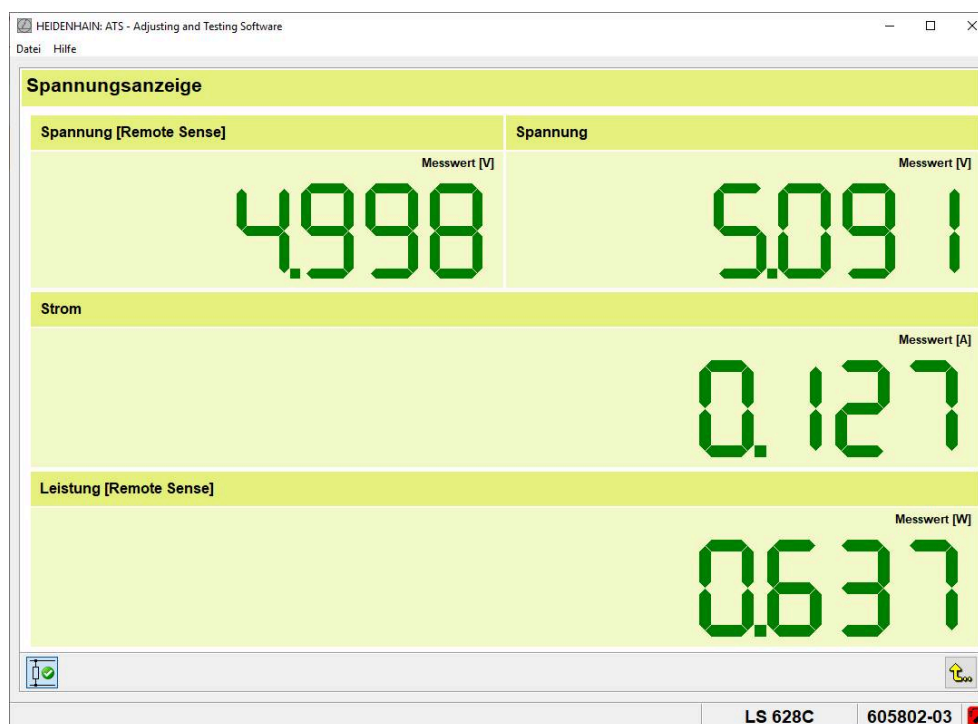 HEIDENHAIN: ATS - Adjusting and Testing Software
Datei Hilfe
Spannungsanzeige
Spannung [Remote Sense]
Spannung
Messwert [V]
Messwert [V]
4.998
5.091
Strom
Messwert [A]
0.127
Leistung [Remote Sense]
Messwert [W]
0.637
LS 628C
605802-03